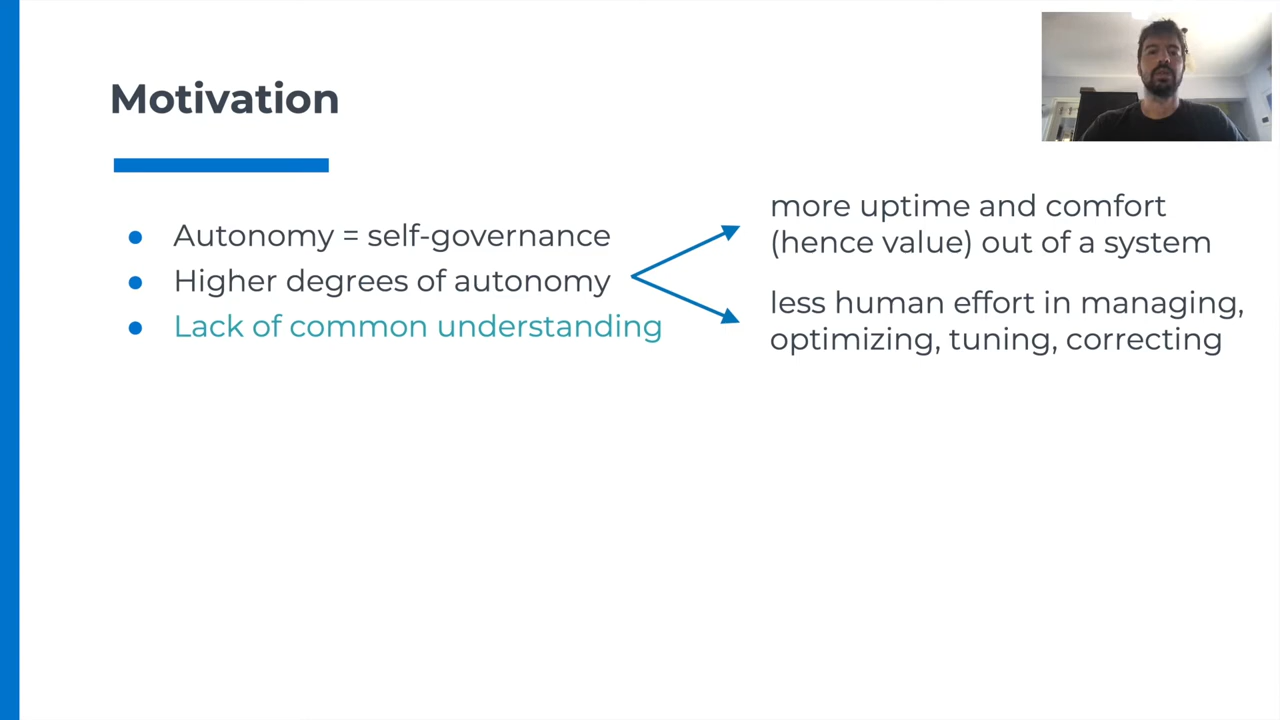 Motivation
● Autonomy = self-governance
● Higher degrees of autonomy
● Lack of common understanding
more uptime and comfort
(hence value) out of a system
less human effort in managing,
optimizing, tuning, correcting